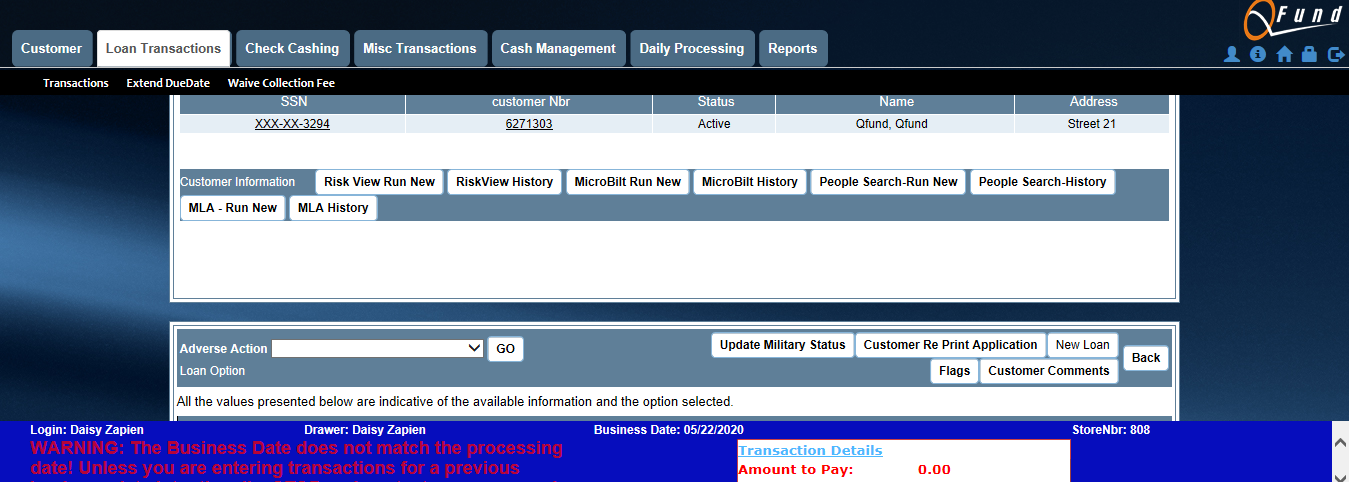 QFund
Customer Loan Transactions Check Cashing Misc Transactions Cash Management Daily Processing Reports
Transactions Extend DueDate Waive Collection Fee
SSN customer Nbr Status Name Address
XXX-XX-3294 6271303 Active Qfund, Qfund Street 21
Customer Information Risk View Run New RiskView History MicroBilt Run New MicroBilt History People Search-Run New People Search-History
MLA - Run New MLA History
Adverse Action GO Update Military Status Customer Re Print Application New Loan Back
Loan Option Flags Customer Comments
All the values presented below are indicative of the available information and the option selected.
Login: Daisy Zapien Drawer: Daisy Zapien Business Date: 05/22/2020 StoreNbr: 808
WARNING: The Business Date does not match the processing
date! Unless you are entering transactions for a previous
Transaction Details
Amount to Pay: 0.00